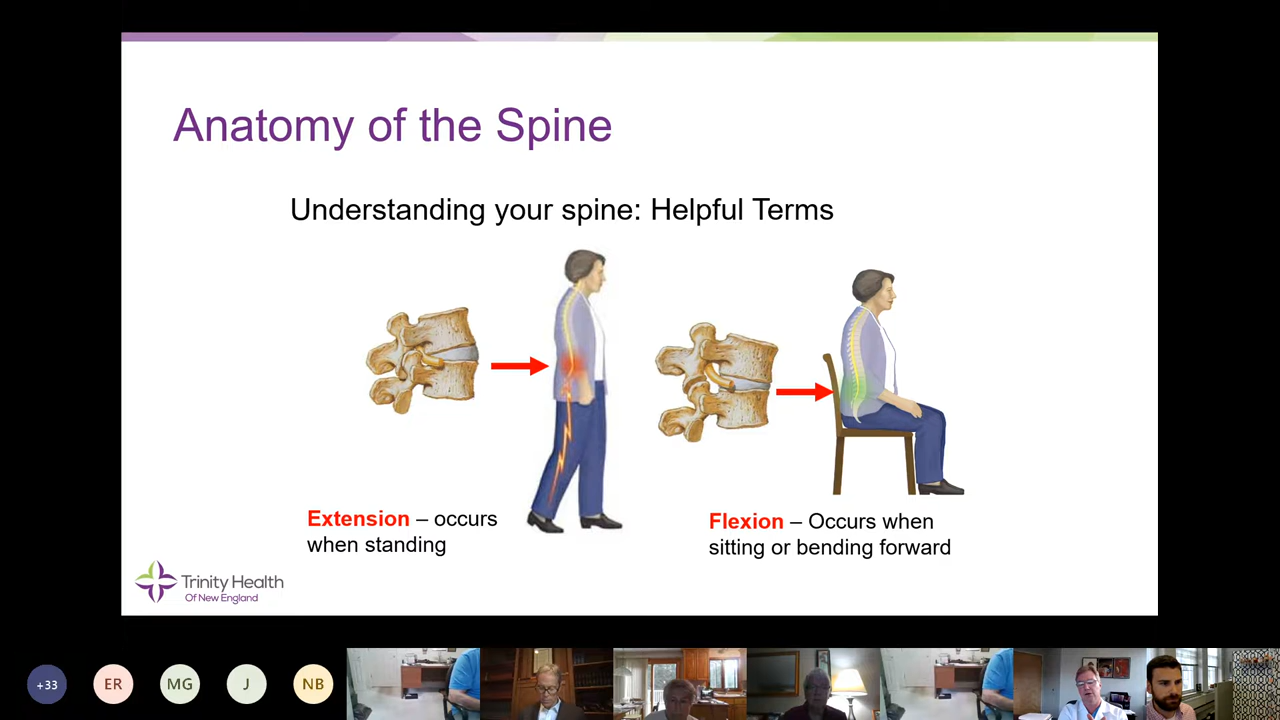 Anatomy of the Spine
Understanding your spine: Helpful Terms
Extension – occurs
when standing
Flexion – Occurs when
sitting or bending forward
Trinity Health
Of New England
+33
ER
MG
J
NB